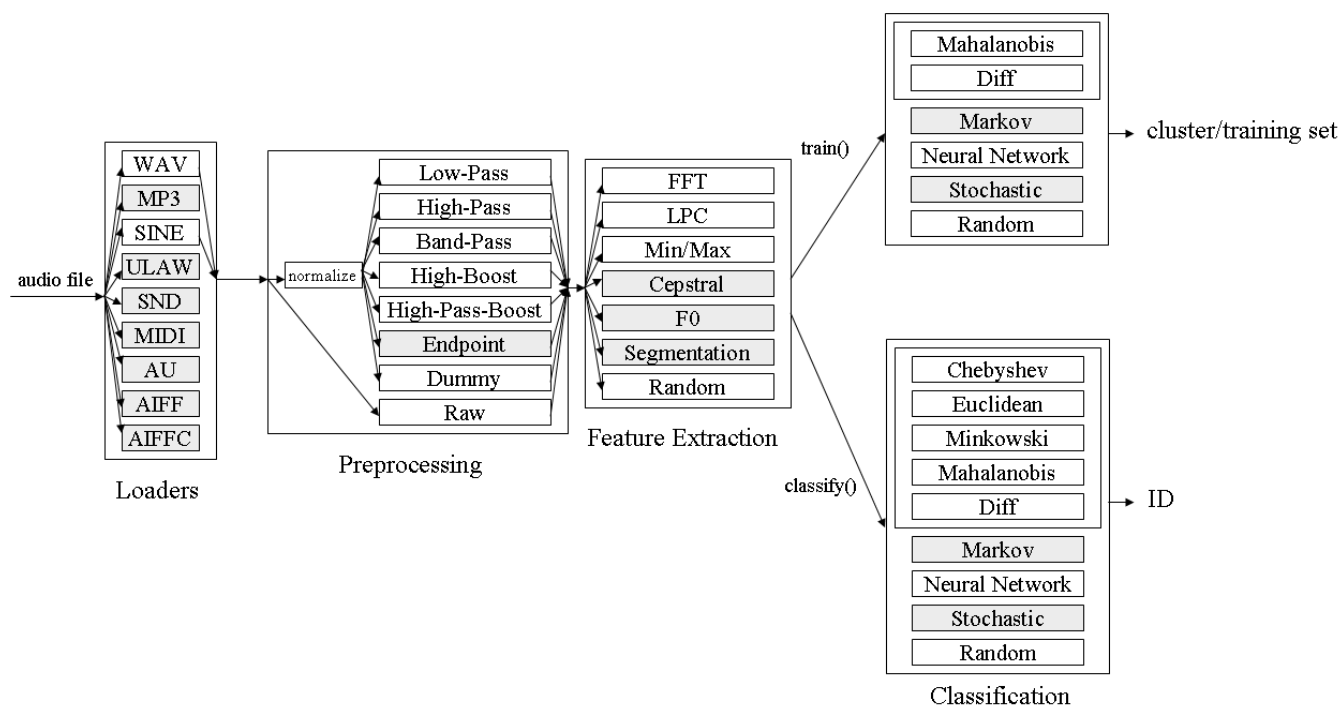 audio file
WAV
MP3
SINE
ULAW
SND
MIDI
AU
AIFF
AIFFC
Loaders
normalize
Low-Pass
High-Pass
Band-Pass
High-Boost
High-Pass-Boost
Endpoint
Dummy
Raw
Preprocessing
FFT
LPC
Min/Max
Cepstral
F0
Segmentation
Random
Feature Extraction
train()
Mahalanobis
Diff
Markov
Neural Network
Stochastic
Random
cluster/training set
classify()
Chebyshev
Euclidean
Minkowski
Mahalanobis
Diff
Markov
Neural Network
Stochastic
Random
ID
Classification